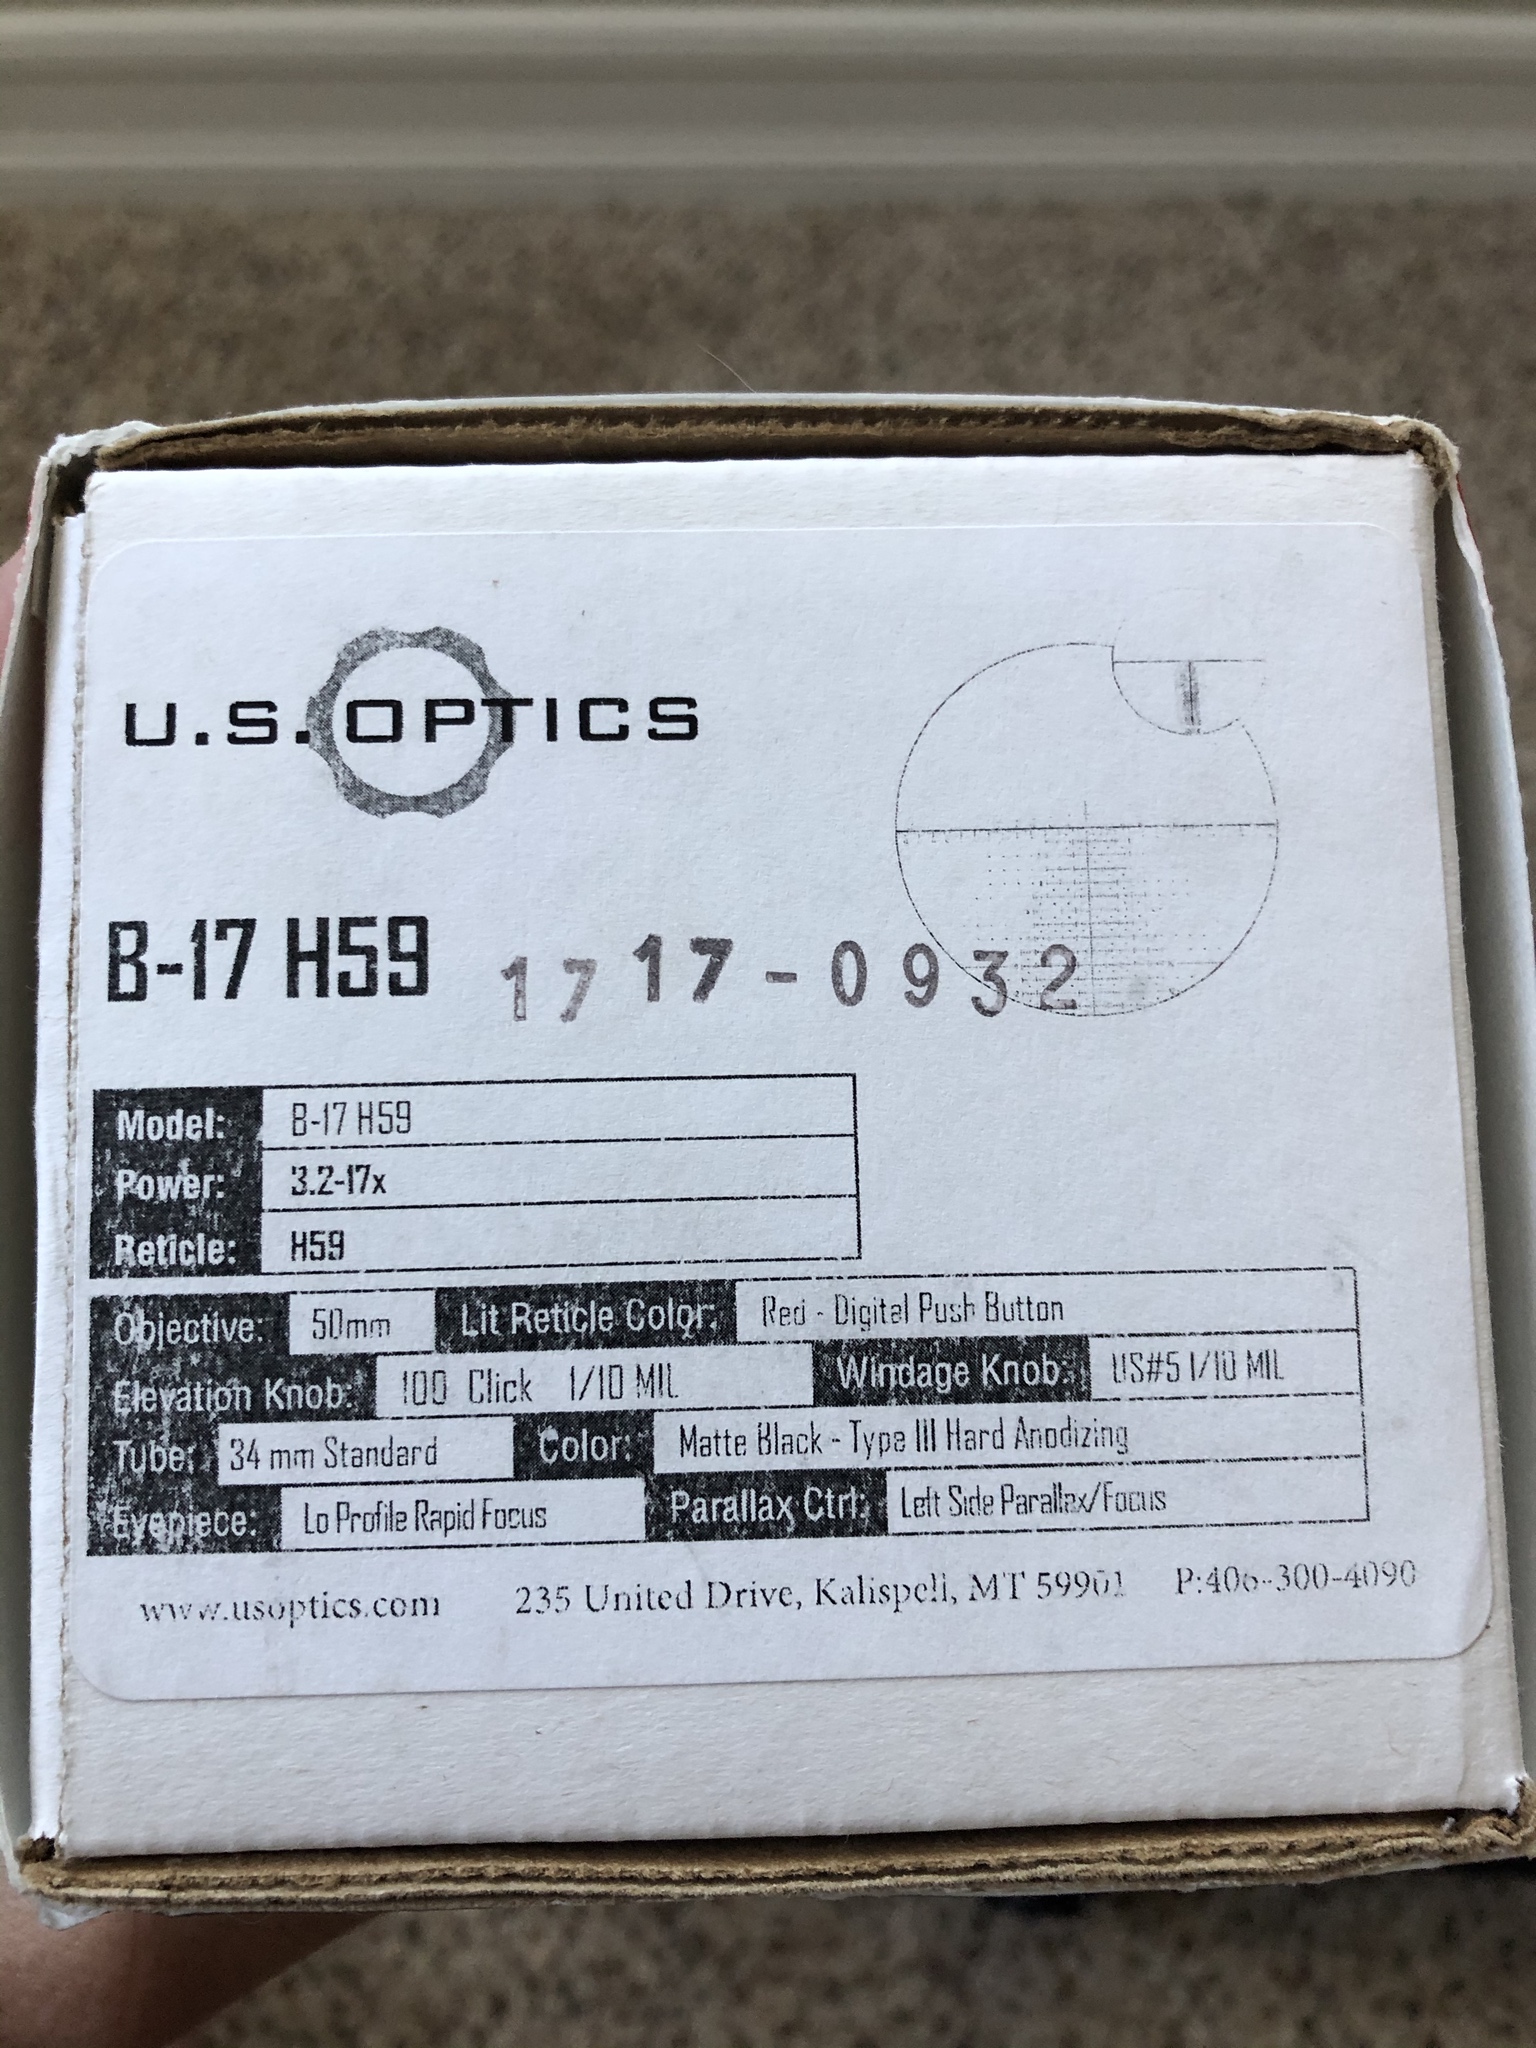 U.S. OPTICS
B-17 H59 1717-0932
Model: B-17 H59
Power: 3.2-17x
Reticle: H59
Objective: 50mm Lit Reticle Color: Red - Digital Push Button
Elevation Knob: 100 Click 1/10 MIL Windage Knob: US#5 1/10 MIL
Tube: 34 mm Standard Color: Matte Black - Type III Hard Anodizing
Eyepiece: Lo Profile Rapid Focus Parallax Ctrl: Left Side Parallax/Focus
www.usoptics.com 235 United Drive, Kalispell, MT 59901 P:406-300-4090